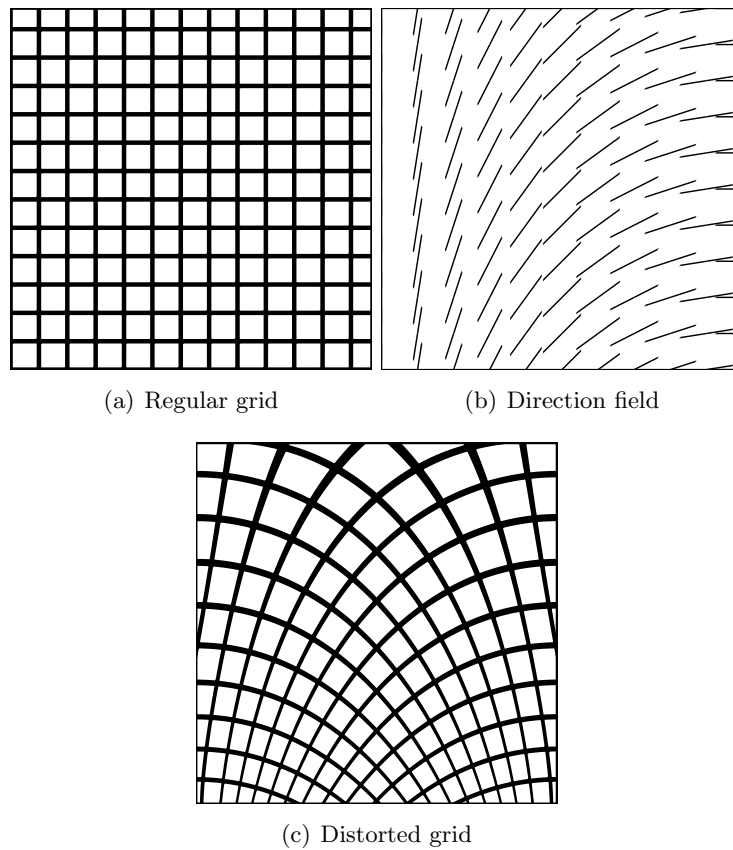 (a) Regular grid
(b) Direction field
(c) Distorted grid